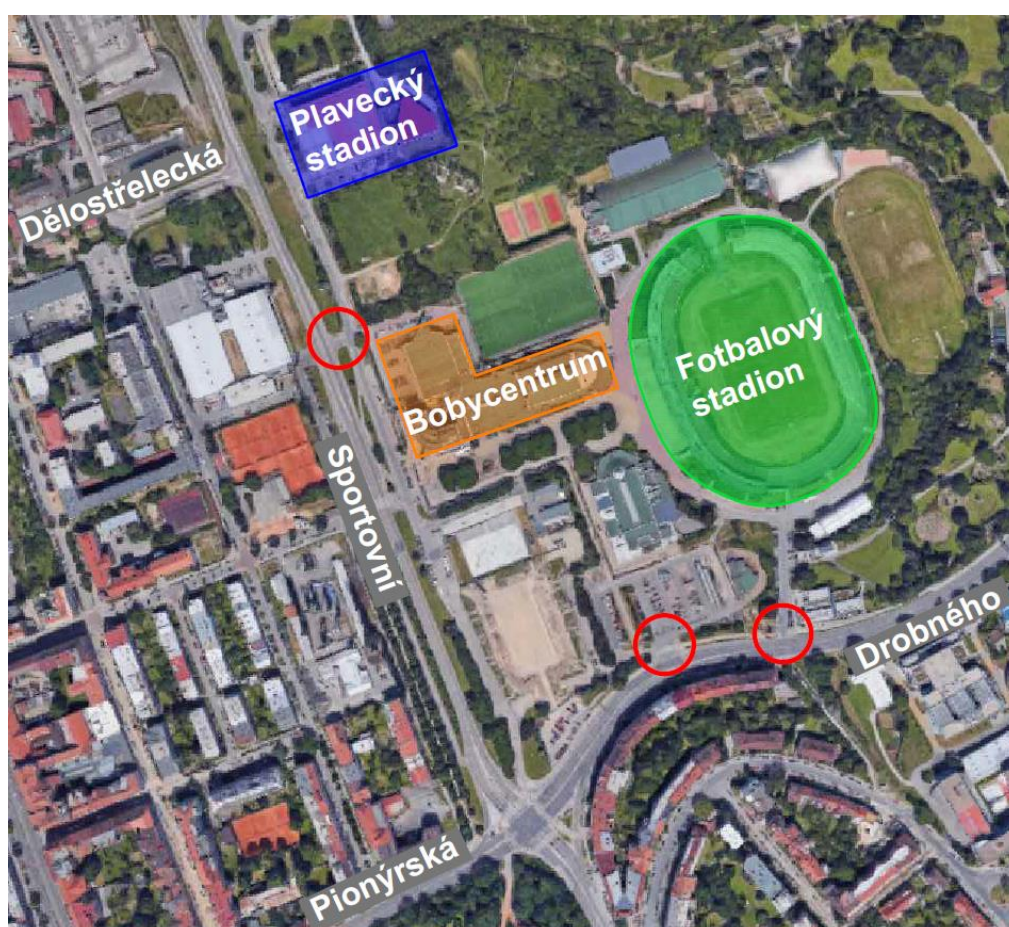 Plavecký
stadion
Dělostřelecká
Fotbalový
stadion
Bobycentrum
Sportovní
Drobného
Pionýrská